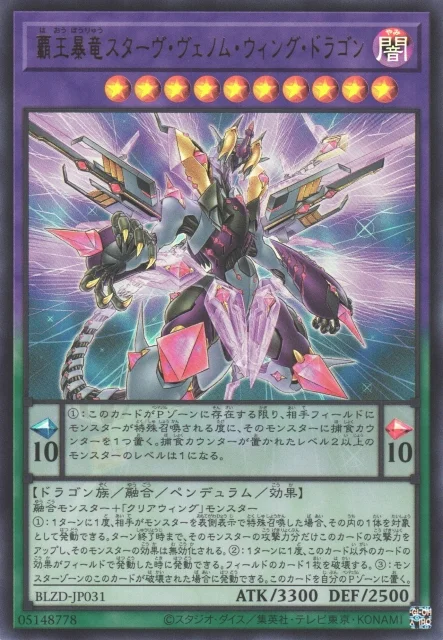 覇王暴竜スターヴ・ヴェノム・ウィング・ドラゴン
闇
①:このカードがPゾーンに存在する限り、相手フィールドに
モンスターが特殊召喚される度に、そのモンスターに捕食カウ
ンターを1つ置く。捕食カウンターが置かれたレベル2以上の
モンスターのレベルは1になる。
10
10
【ドラゴン族/融合/ペンデュラム/効果】
融合モンスター+「クリアウィング」モンスター
①:1ターンに1度、相手がモンスターを表側表示で特殊召喚した場合、その内の1体を対象
として発動できる。ターン終了時まで、そのモンスターの攻撃力分だけこのカードの攻撃力を
アップし、そのモンスターの効果は無効化される。②:1ターンに1度、このカード以外のカードの
効果がフィールドで発動した時に発動できる。フィールドのカード1枚を破壊する。③:モン
スターゾーンのこのカードが破壊された場合に発動できる。このカードを自分のPゾーンに置く。
BLZD-JP031
ATK/3300 DEF/2500
05148778
©スタジオ・ダイス/集英社・テレビ東京・KONAMI